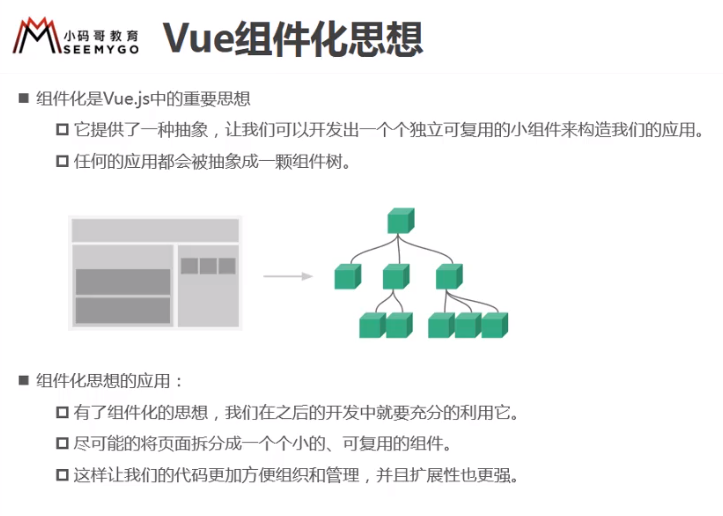 小码哥教育
SEEMYGO
Vue组件化思想
组件化是Vue.js中的重要思想
它提供了一种抽象，让我们可以开发出一个个独立可复用的小组件来构造我们的应用。
任何的应用都会被抽象成一颗组件树。
组件化思想的应用：
有了组件化的思想，我们在之后的开发中就要充分的利用它。
尽可能的将页面拆分成一个个小的、可复用的组件。
这样让我们的代码更加方便组织和管理，并且扩展性也更强。